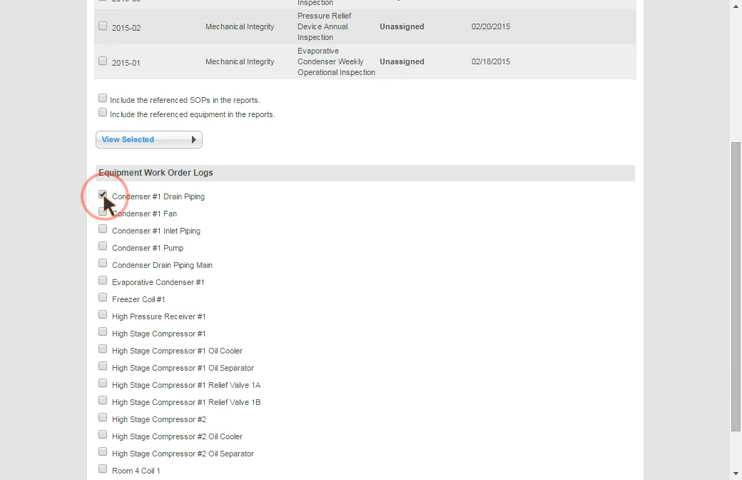 Inspection
2015-02 Mechanical Integrity Pressure Relief Device Annual Inspection Unassigned 02/20/2015
2015-01 Mechanical Integrity Evaporative Condenser Weekly Operational Inspection Unassigned 02/18/2015
Include the referenced SOPs in the reports.
Include the referenced equipment in the reports.
View Selected
Equipment Work Order Logs
Condenser #1 Drain Piping
Condenser #1 Fan
Condenser #1 Inlet Piping
Condenser #1 Pump
Condenser Drain Piping Main
Evaporative Condenser #1
Freezer Coil #1
High Pressure Receiver #1
High Stage Compressor #1
High Stage Compressor #1 Oil Cooler
High Stage Compressor #1 Oil Separator
High Stage Compressor #1 Relief Valve 1A
High Stage Compressor #1 Relief Valve 1B
High Stage Compressor #2
High Stage Compressor #2 Oil Cooler
High Stage Compressor #2 Oil Separator
Room 4 Coil 1